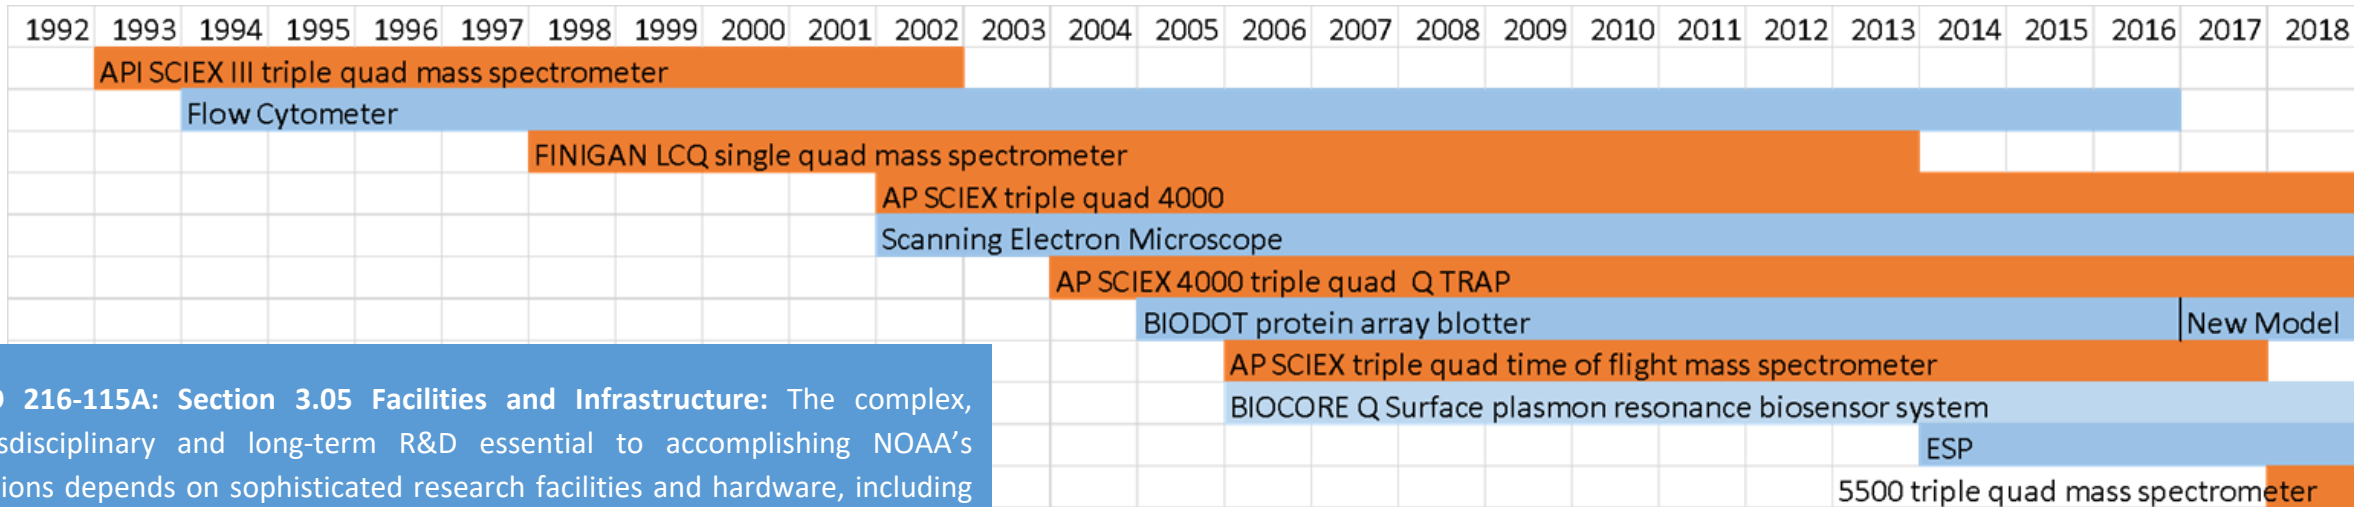 1992 1993 1994 1995 1996 1997 1998 1999 2000 2001 2002 2003 2004 2005 2006 2007 2008 2009 2010 2011 2012 2013 2014 2015 2016 2017 2018
API SCIEX III triple quad mass spectrometer
Flow Cytometer
FINIGAN LCQ single quad mass spectrometer
AP SCIEX triple quad 4000
Scanning Electron Microscope
AP SCIEX 4000 triple quad Q TRAP
BIODOT protein array blotter New Model
AP SCIEX triple quad time of flight mass spectrometer
BIOCORE Q Surface plasmon resonance biosensor system
ESP
5500 triple quad mass spectrometer
216-115A: Section 3.05 Facilities and Infrastructure: The complex,
sdisciplinary and long-term R&D essential to accomplishing NOAA's
ions depends on sophisticated research facilities and hardware, including